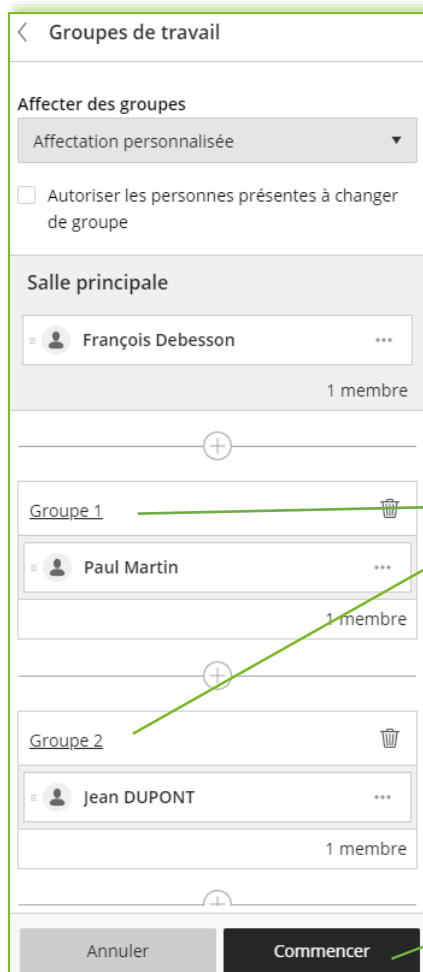 Groupes de travail
Affecter des groupes
Affectation personnalisée
Autoriser les personnes présentes à changer
de groupe
Salle principale
François Debesson
1 membre
Groupe 1
Paul Martin
1 membre
Groupe 2
Jean DUPONT
1 membre
Annuler
Commencer